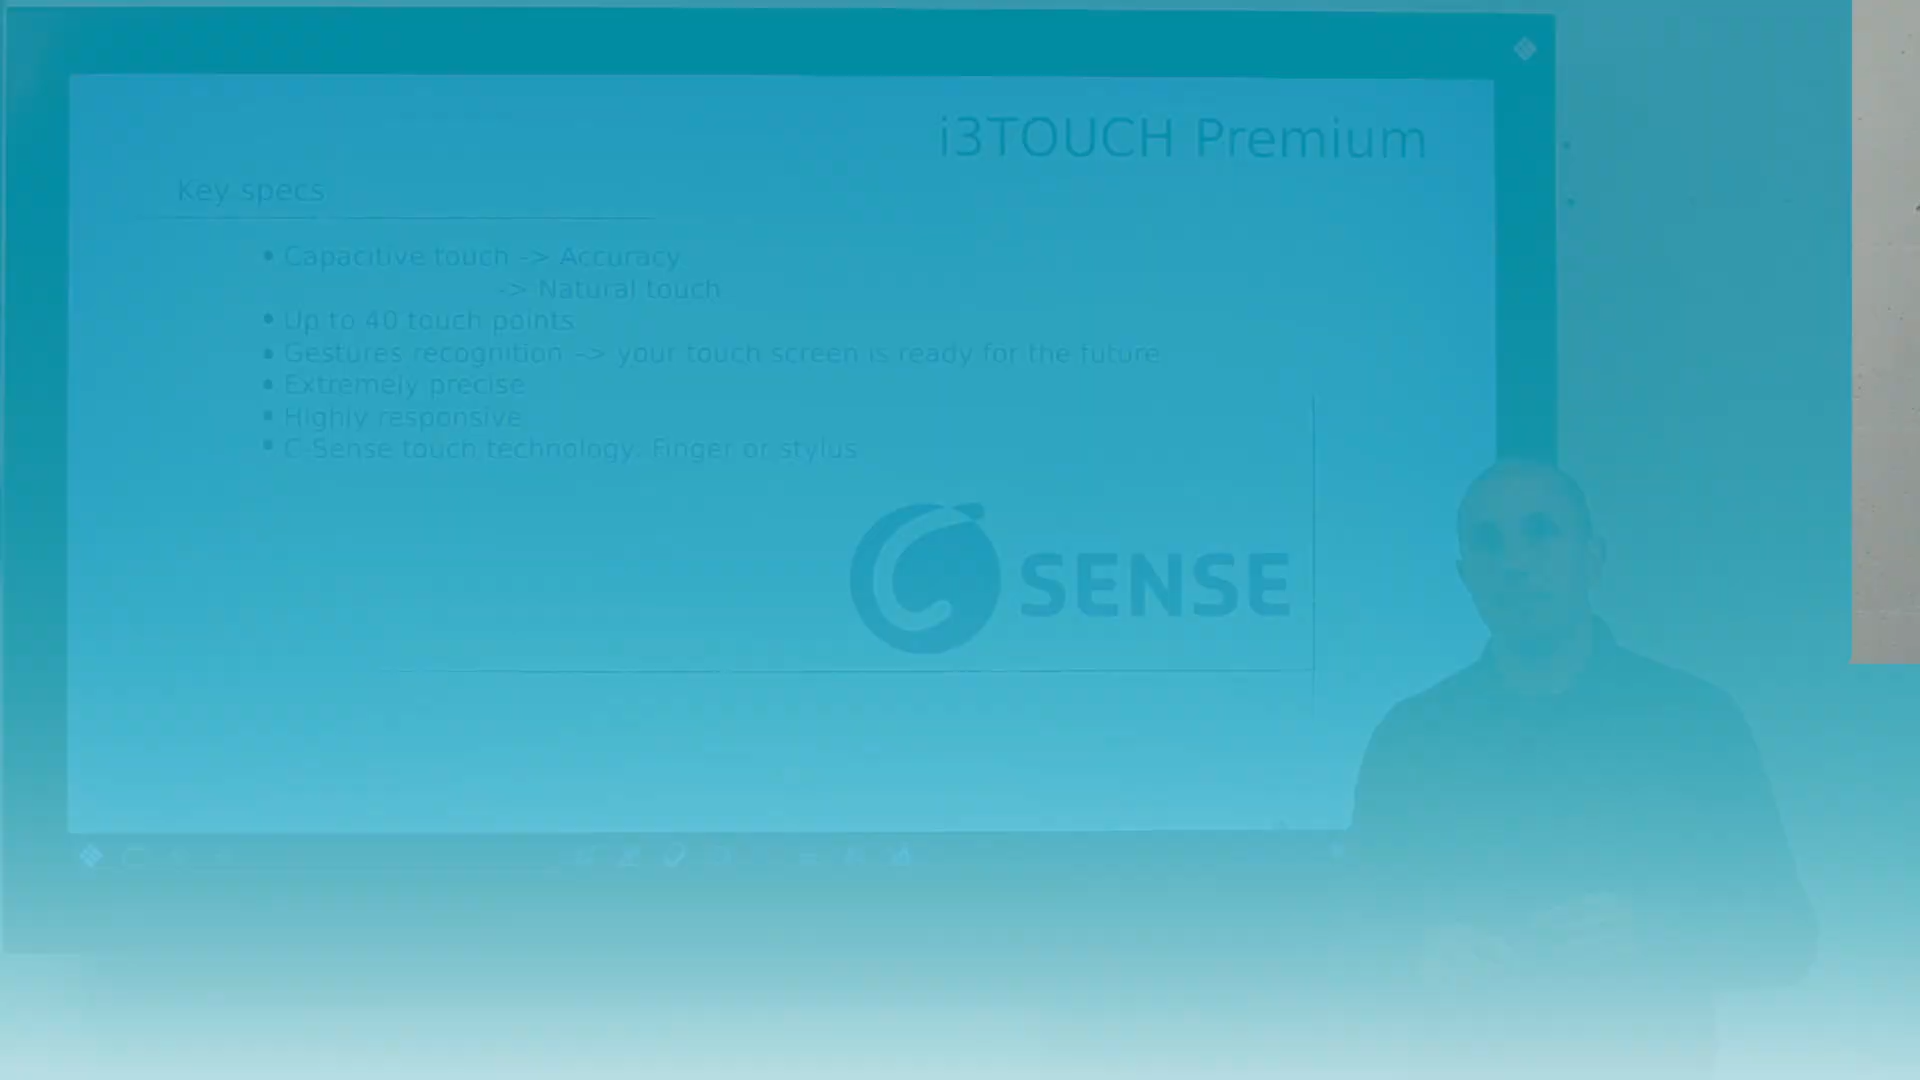 i3TOUCH Premium
Key specs
• Capacitive touch -> Accuracy
-> Natural touch
• Up to 40 touch points
• Gestures recognition -> your touch screen is ready for the future
• Extremely precise
• Highly responsive
• C-Sense touch technology. Finger or stylus
SENSE